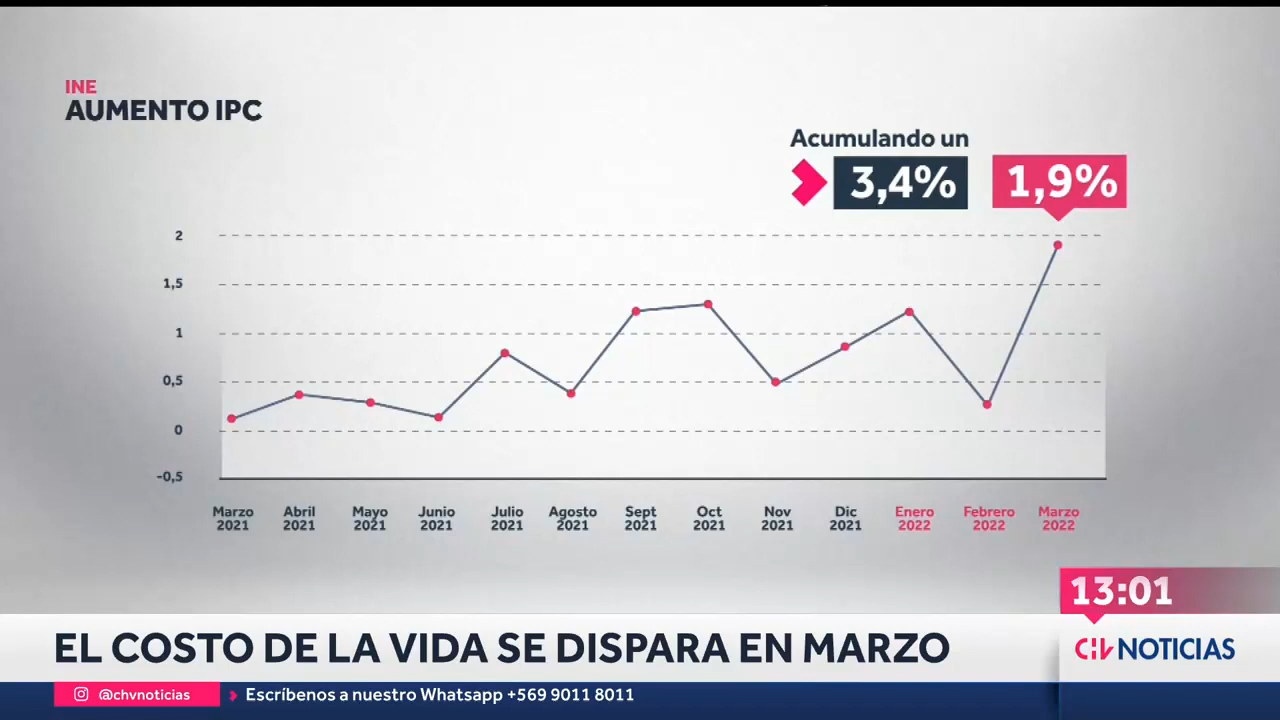 INE
AUMENTO IPC
Acumulando un
3,4%
1,9%
2
1,5
1
0,5
0
-0,5
Marzo
2021
Abril
2021
Mayo
2021
Junio
2021
Julio
2021
Agosto
2021
Sept
2021
Oct
2021
Nov
2021
Dic
2021
Enero
2022
Febrero
2022
Marzo
2022
13:01
EL COSTO DE LA VIDA SE DISPARA EN MARZO
CHV NOTICIAS
@chvnoticias
Escríbenos a nuestro Whatsapp +569 9011 8011